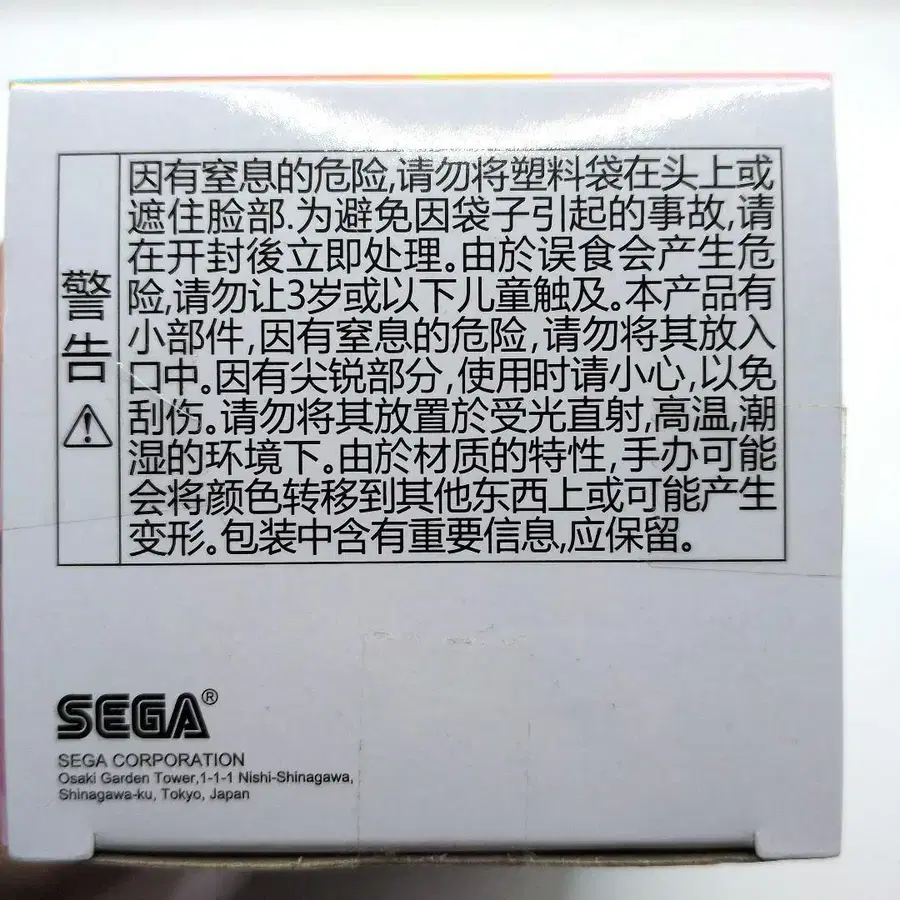 警告⚠
因有窒息的危险,请勿将塑料袋在头上或
遮住脸部.为避免因袋子引起的事故,请
在开封後立即处理。由於误食会产生危
险,请勿让3岁或以下儿童触及。本产品有
小部件,因有窒息的危险,请勿将其放入
口中。因有尖锐部分,使用时请小心,以免
刮伤。请勿将其放置於受光直射,高温,潮
湿的环境下。由於材质的特性,手办可能
会将颜色转移到其他东西上或可能产生
变形。包装中含有重要信息,应保留。
SEGA®
SEGA CORPORATION
Osaki Garden Tower,1-1-1 Nishi-Shinagawa,
Shinagawa-ku, Tokyo, Japan